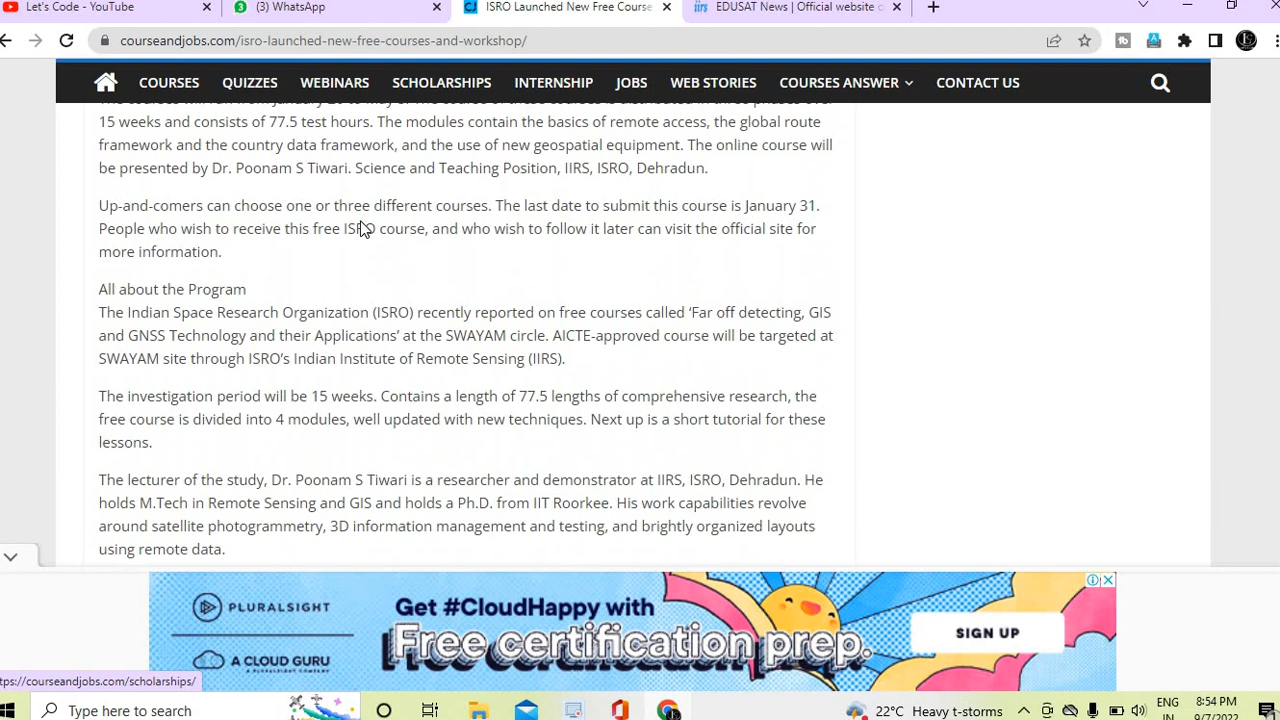 Let's Code - YouTube
(3) WhatsApp
ISRO Launched New Free Course
EDUSAT News | Official website o
courseandjobs.com/isro-launched-new-free-courses-and-workshop/
COURSES QUIZZES WEBINARS SCHOLARSHIPS INTERNSHIP JOBS WEB STORIES COURSES ANSWER CONTACT US
15 weeks and consists of 77.5 test hours. The modules contain the basics of remote access, the global route
framework and the country data framework, and the use of new geospatial equipment. The online course will
be presented by Dr. Poonam S Tiwari. Science and Teaching Position, IIRS, ISRO, Dehradun.
Up-and-comers can choose one or three different courses. The last date to submit this course is January 31.
People who wish to receive this free ISRO course, and who wish to follow it later can visit the official site for
more information.
All about the Program
The Indian Space Research Organization (ISRO) recently reported on free courses called ‘Far off detecting, GIS
and GNSS Technology and their Applications’ at the SWAYAM circle. AICTE-approved course will be targeted at
SWAYAM site through ISRO’s Indian Institute of Remote Sensing (IIRS).
The investigation period will be 15 weeks. Contains a length of 77.5 lengths of comprehensive research, the
free course is divided into 4 modules, well updated with new techniques. Next up is a short tutorial for these
lessons.
The lecturer of the study, Dr. Poonam S Tiwari is a researcher and demonstrator at IIRS, ISRO, Dehradun. He
holds M.Tech in Remote Sensing and GIS and holds a Ph.D. from IIT Roorkee. His work capabilities revolve
around satellite photogrammetry, 3D information management and testing, and brightly organized layouts
using remote data.
PLURALSIGHT
A CLOUD GURU
Get #CloudHappy with
Free certification prep.
SIGN UP
ttps://courseandjobs.com/scholarships/
Type here to search
22°C Heavy t-storms
ENG
IN
8:54 PM